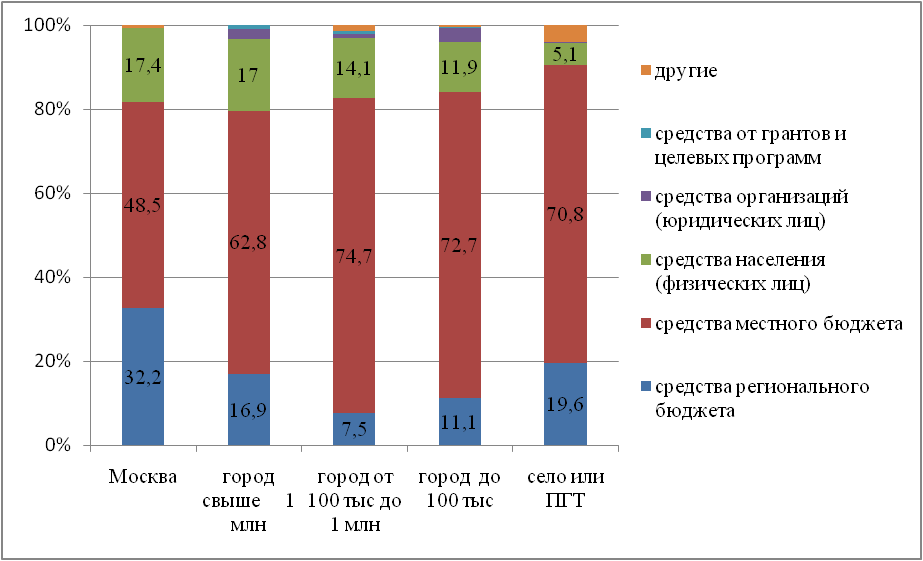 100%
80%
60%
40%
20%
0%
17,4
48,5
32,2
17
62,8
16,9
14,1
74,7
7,5
11,9
72,7
11,1
5,1
70,8
19,6
Москва
город
свыше 1
млн
город от
100 тыс до
1 млн
город до
100 тыс
село или
ПГТ
другие
средства от грантов и
целевых программ
средства организаций
(юридических лиц)
средства населения
(физических лиц)
средства местного бюджета
средства регионального
бюджета